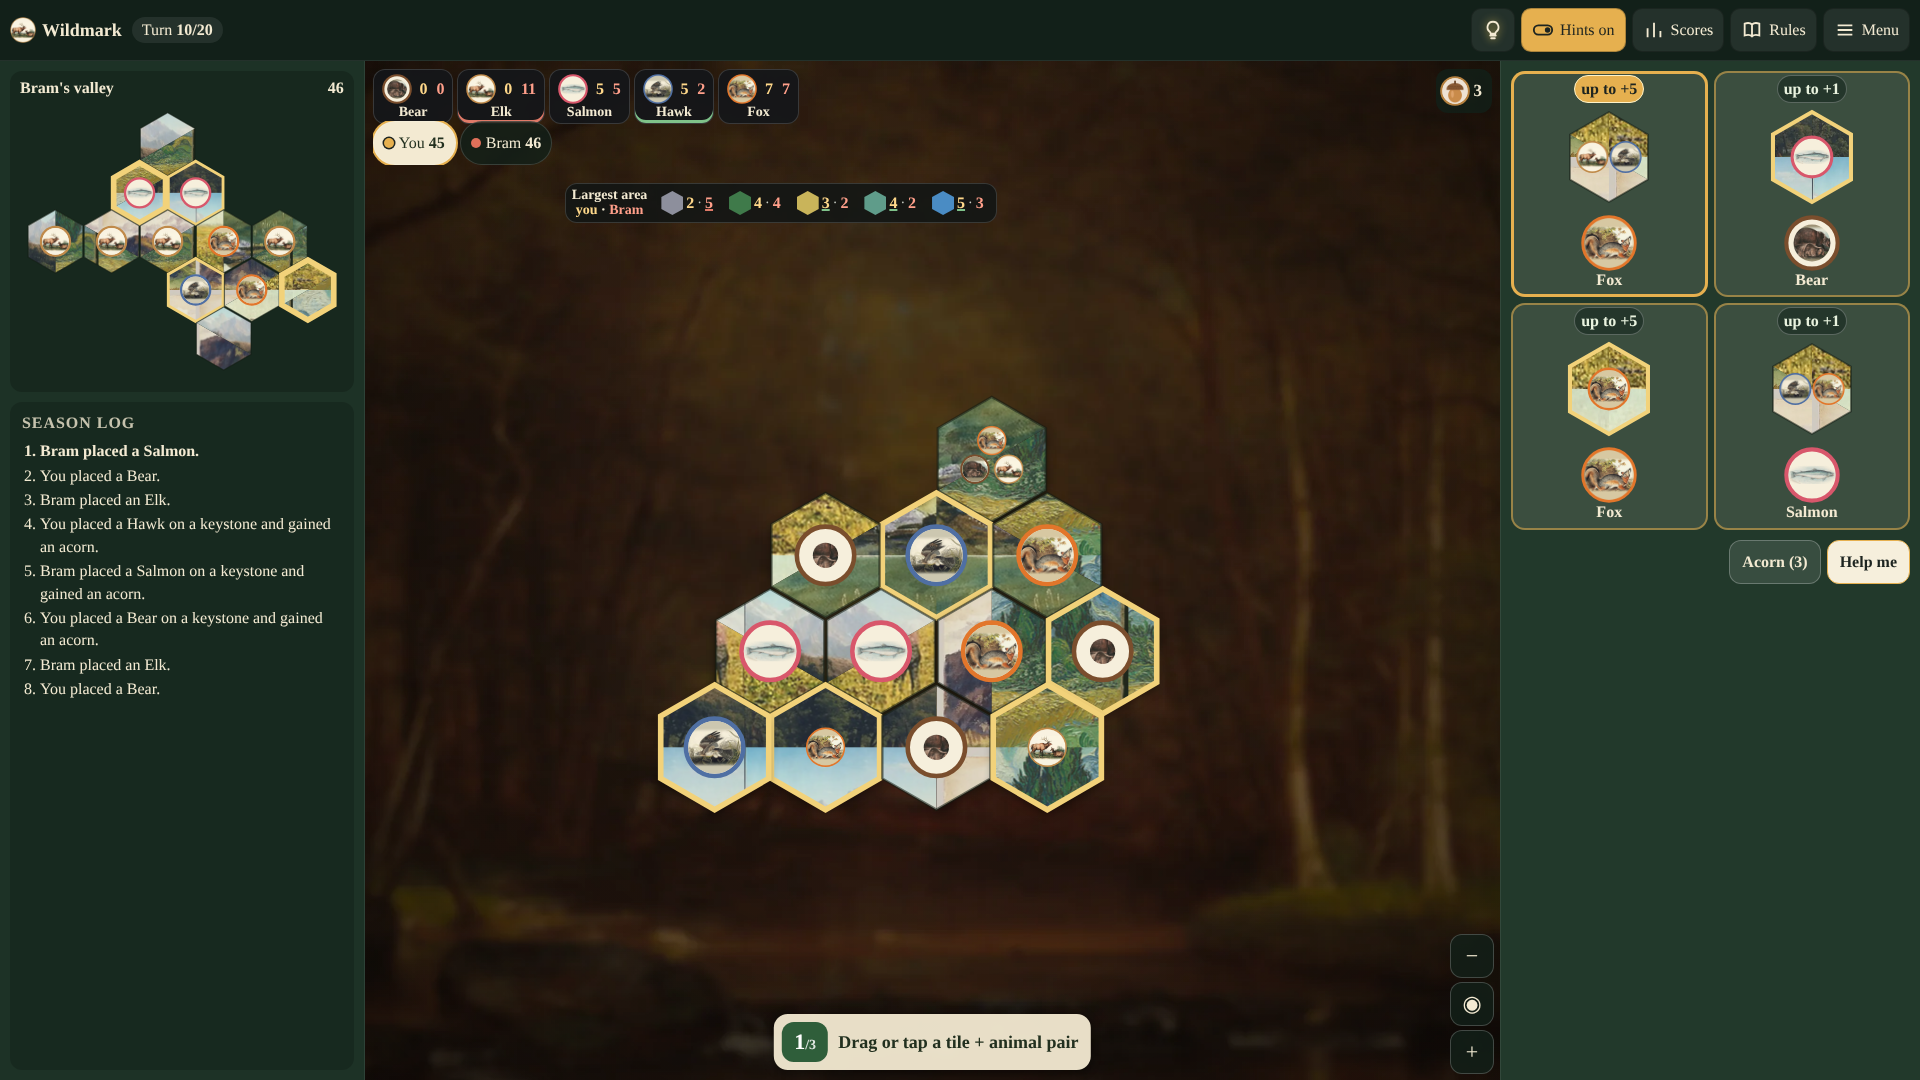 Wildmark
Turn 10/20
Hints on
Scores
Rules
Menu
Bram's valley
46
0 0
Bear
0 11
Elk
5 5
Salmon
5 2
Hawk
7 7
Fox
3
You 45
Bram 46
Largest area
you · Bram
2 · 5
4 · 4
3 · 2
4 · 2
5 · 3
SEASON LOG
1. Bram placed a Salmon.
2. You placed a Bear.
3. Bram placed an Elk.
4. You placed a Hawk on a keystone and gained
an acorn.
5. Bram placed a Salmon on a keystone and
gained an acorn.
6. You placed a Bear on a keystone and gained
an acorn.
7. Bram placed an Elk.
8. You placed a Bear.
up to +5
Fox
up to +1
Bear
up to +5
Fox
up to +1
Salmon
Acorn (3)
Help me
1/3
Drag or tap a tile + animal pair